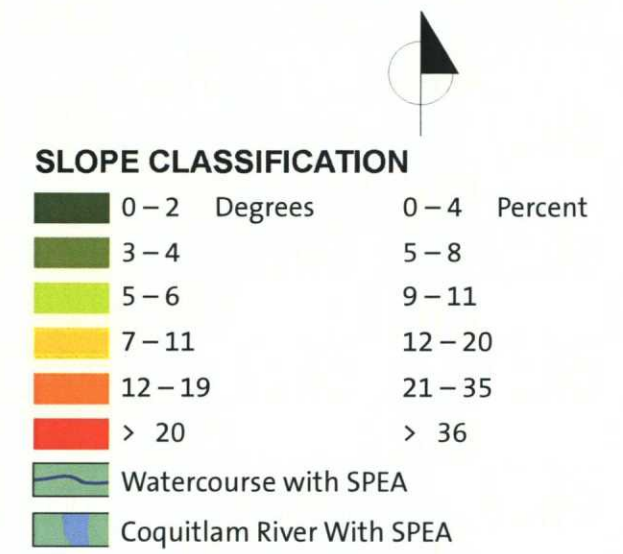 SLOPE CLASSIFICATION
0 – 2 Degrees 0 – 4 Percent
3 – 4 5 – 8
5 – 6 9 – 11
7 – 11 12 – 20
12 – 19 21 – 35
> 20 > 36
Watercourse with SPEA
Coquitlam River With SPEA